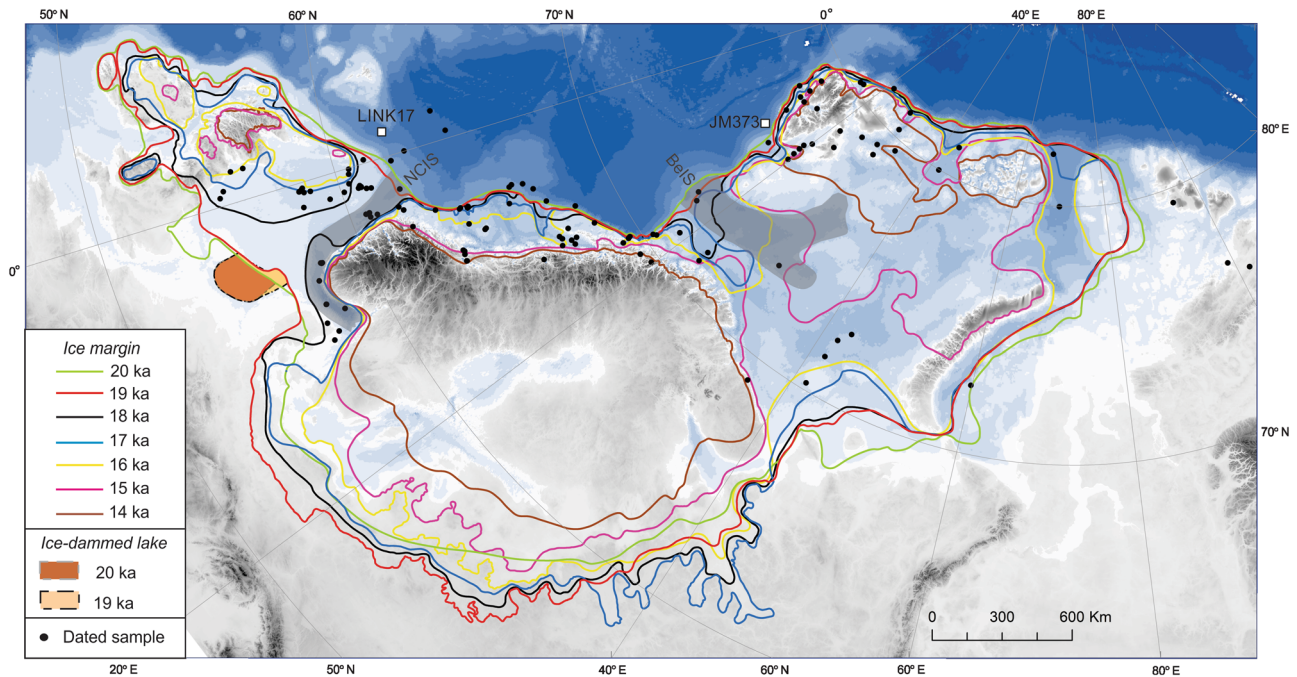 50° N 60° N 70° N 0° 40° E 80° E
LINK17
JM373
80° E
NCIS
BelS
0°
Ice margin
20 ka
19 ka
18 ka
17 ka
16 ka
15 ka
14 ka
Ice-dammed lake
20 ka
19 ka
Dated sample
70° N
0 300 600 Km
20° E 50° N 40° E 60° N 60° E 80° E